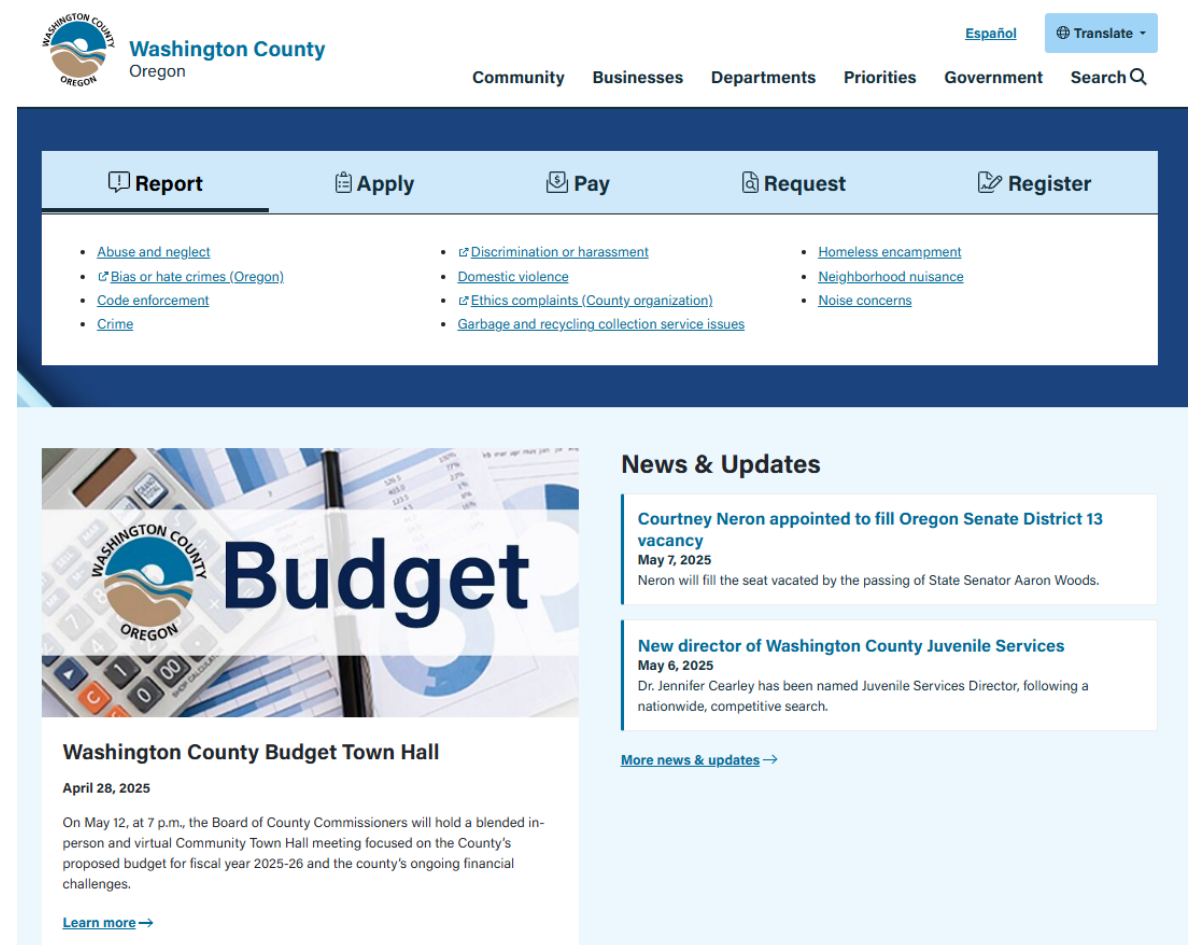 WASHINGTON COUNTY
OREGON
Washington County
Oregon
Español
Translate
Community Businesses Departments Priorities Government Search
Report Apply Pay Request Register
Abuse and neglect
Bias or hate crimes (Oregon)
Code enforcement
Crime
Discrimination or harassment
Domestic violence
Ethics complaints (County organization)
Garbage and recycling collection service issues
Homeless encampment
Neighborhood nuisance
Noise concerns
WASHINGTON COUNTY
OREGON
Budget
GRAND TOTAL
SHOP CALCULATOR
Washington County Budget Town Hall
April 28, 2025
On May 12, at 7 p.m., the Board of County Commissioners will hold a blended in-
person and virtual Community Town Hall meeting focused on the County's
proposed budget for fiscal year 2025-26 and the county's ongoing financial
challenges.
Learn more
News & Updates
Courtney Neron appointed to fill Oregon Senate District 13
vacancy
May 7, 2025
Neron will fill the seat vacated by the passing of State Senator Aaron Woods.
New director of Washington County Juvenile Services
May 6, 2025
Dr. Jennifer Cearley has been named Juvenile Services Director, following a
nationwide, competitive search.
More news & updates